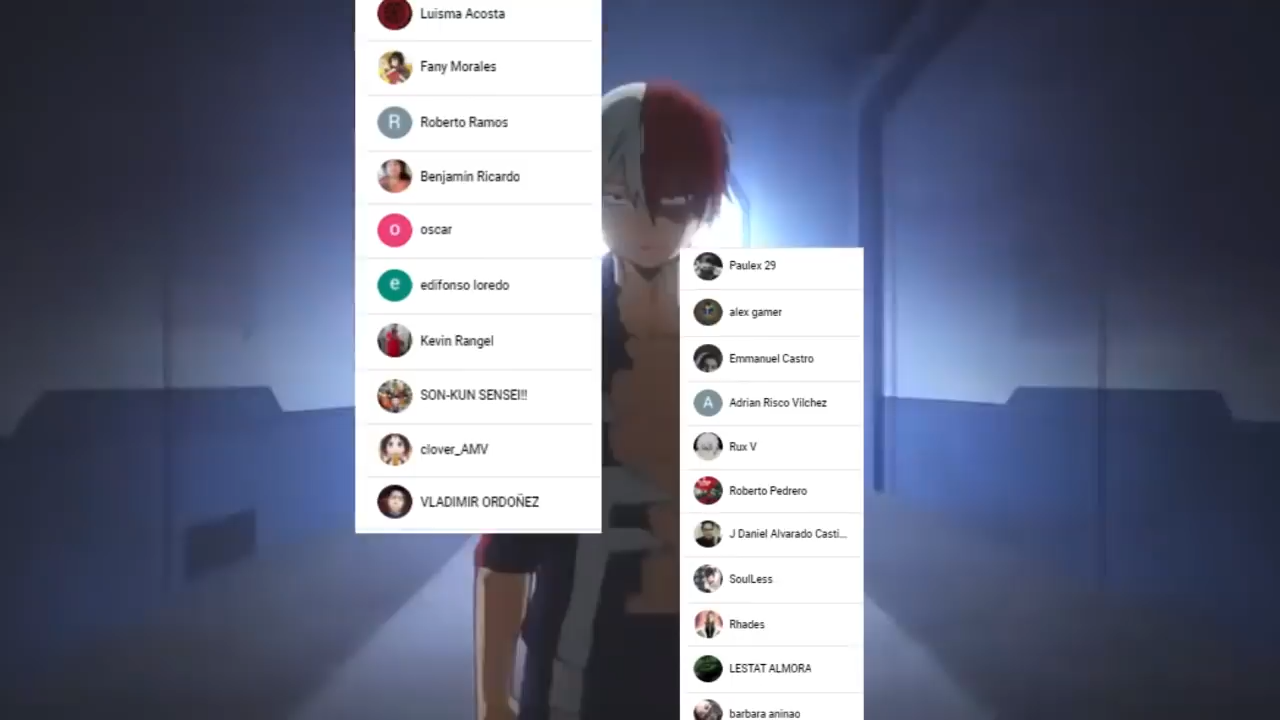 Luisma Acosta
Fany Morales
R
Roberto Ramos
Benjamín Ricardo
o
oscar
e
edifonso loredo
Kevin Rangel
SON-KUN SENSEI!!
clover_AMV
VLADIMIR ORDOÑEZ
Paulex 29
alex gamer
Emmanuel Castro
A
Adrian Risco Vilchez
Rux V
Roberto Pedrero
J Daniel Alvarado Casti...
SoulLess
Rhades
LESTAT ALMORA
barbara aninao